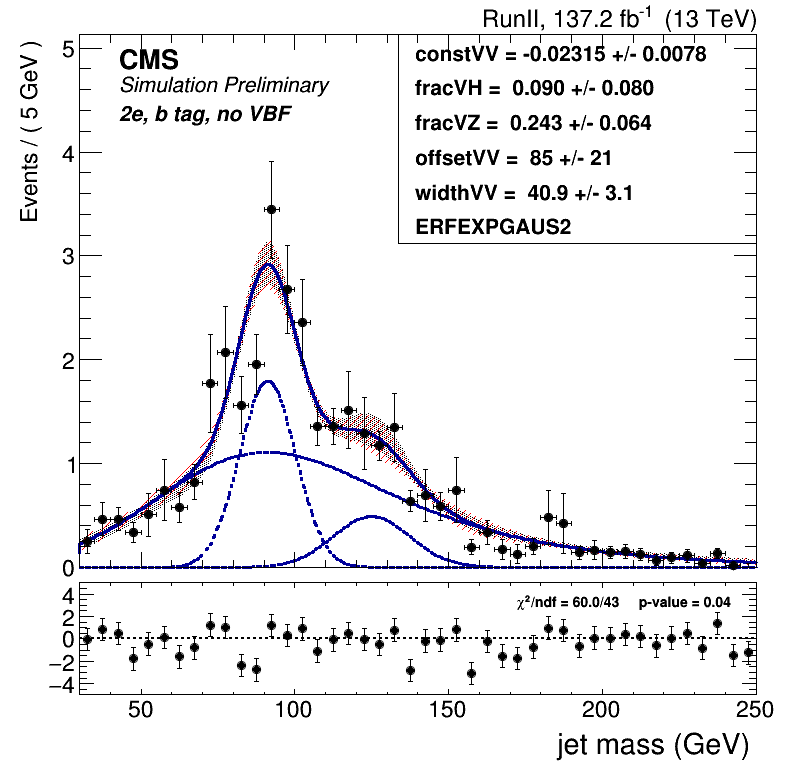 RunII, 137.2 fb⁻¹ (13 TeV)
CMS
Simulation Preliminary
2e, b tag, no VBF
constVV = -0.02315 +/- 0.0078
fracVH = 0.090 +/- 0.080
fracVZ = 0.243 +/- 0.064
offsetVV = 85 +/- 21
widthVV = 40.9 +/- 3.1
ERFEXPGAUS2
Events / ( 5 GeV )
5
4
3
2
1
0
χ²/ndf = 60.0/43 p-value = 0.04
4
2
0
−2
−4
50 100 150 200 250
jet mass (GeV)